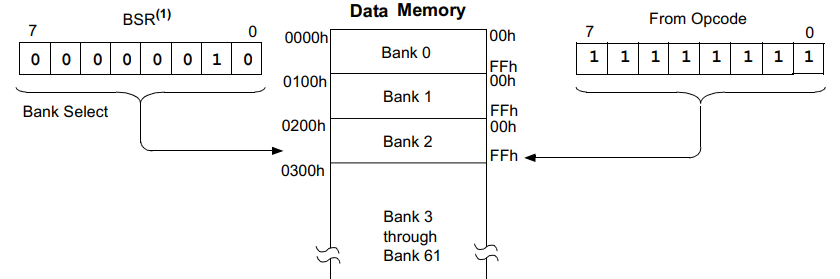 Data Memory
BSR(1)
From Opcode
7 0
0 0 0 0 0 0 1 0
Bank Select
0000h
Bank 0
00h
FFh
0100h
Bank 1
00h
FFh
0200h
Bank 2
00h
FFh
0300h
Bank 3
through
Bank 61
7 0
1 1 1 1 1 1 1 1